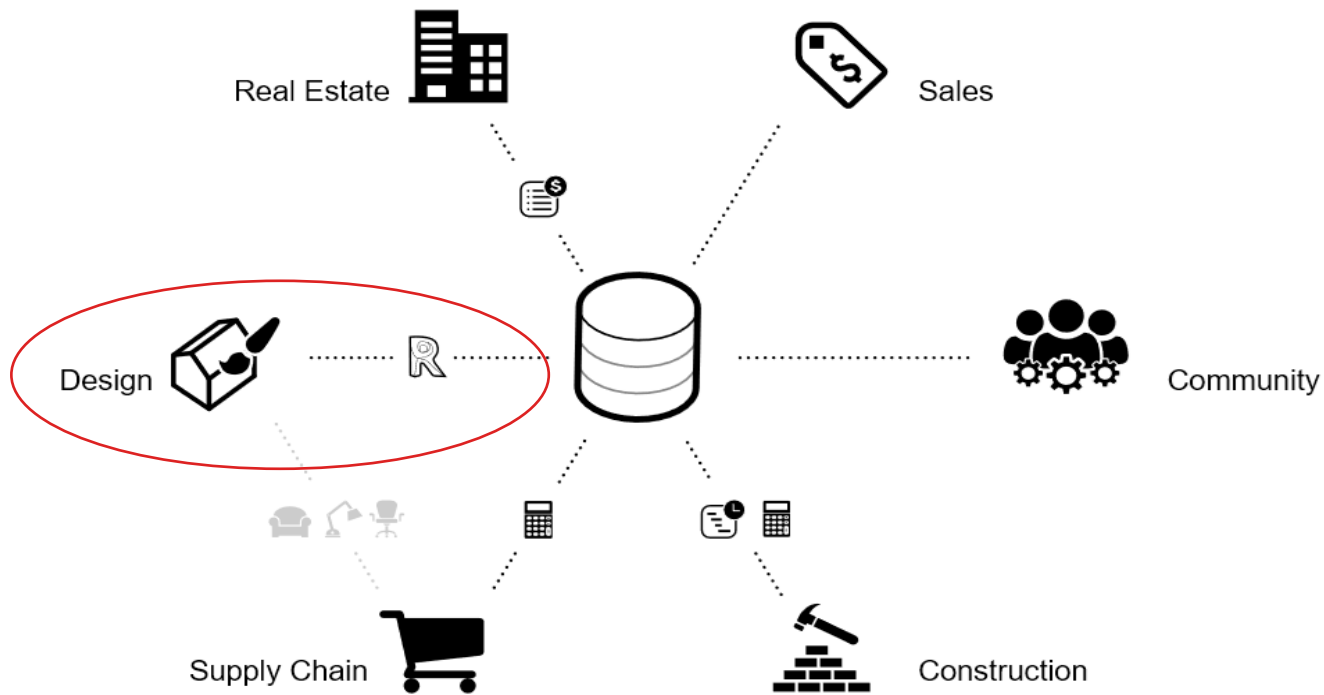 Real Estate
Sales
$
$
Design
R
Community
Supply Chain
Construction